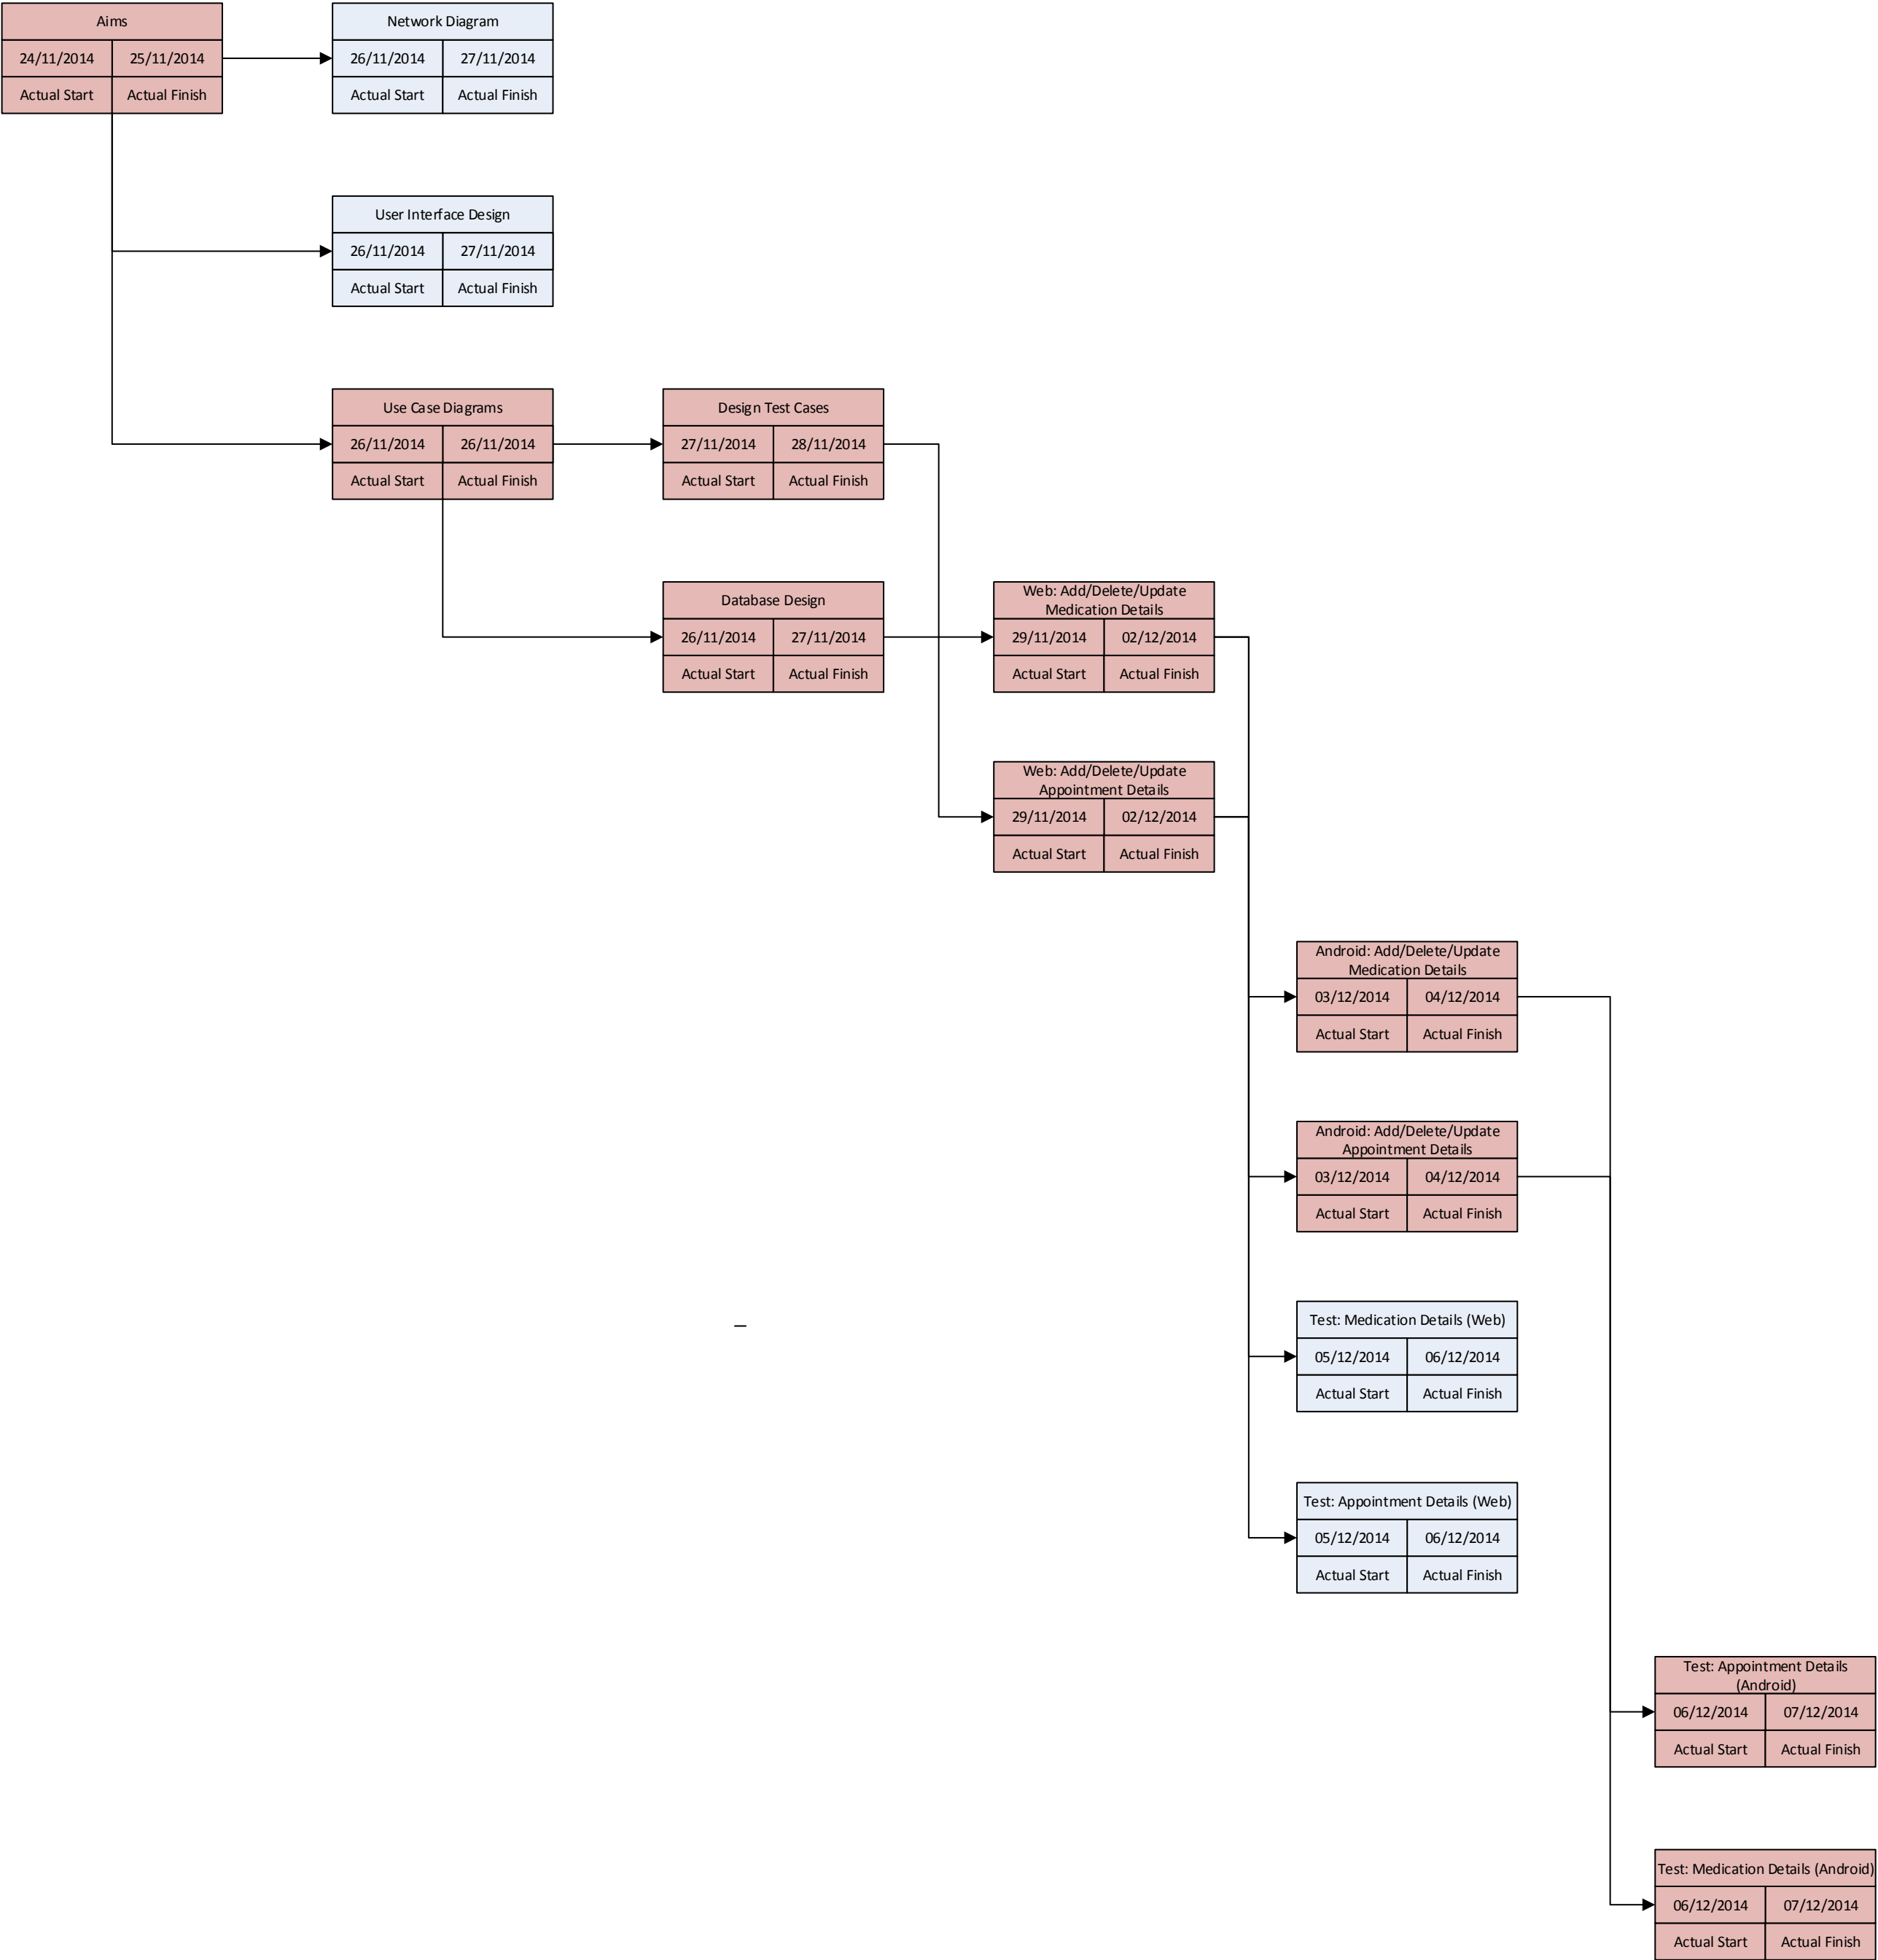 Aims
24/11/2014 25/11/2014
Actual Start Actual Finish
Network Diagram
26/11/2014 27/11/2014
Actual Start Actual Finish
User Interface Design
26/11/2014 27/11/2014
Actual Start Actual Finish
Use Case Diagrams
26/11/2014 26/11/2014
Actual Start Actual Finish
Design Test Cases
27/11/2014 28/11/2014
Actual Start Actual Finish
Database Design
26/11/2014 27/11/2014
Actual Start Actual Finish
Web: Add/Delete/Update
Medication Details
29/11/2014 02/12/2014
Actual Start Actual Finish
Web: Add/Delete/Update
Appointment Details
29/11/2014 02/12/2014
Actual Start Actual Finish
Android: Add/Delete/Update
Medication Details
03/12/2014 04/12/2014
Actual Start Actual Finish
Android: Add/Delete/Update
Appointment Details
03/12/2014 04/12/2014
Actual Start Actual Finish
Test: Medication Details (Web)
05/12/2014 06/12/2014
Actual Start Actual Finish
Test: Appointment Details (Web)
05/12/2014 06/12/2014
Actual Start Actual Finish
Test: Appointment Details
(Android)
06/12/2014 07/12/2014
Actual Start Actual Finish
Test: Medication Details (Android)
06/12/2014 07/12/2014
Actual Start Actual Finish